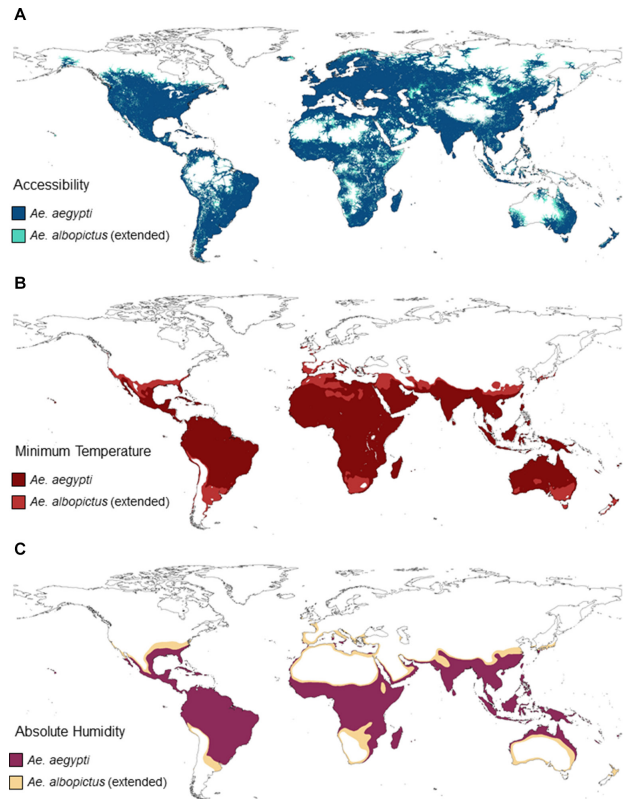 A
Accessibility
Ae. aegypti
Ae. albopictus (extended)
B
Minimum Temperature
Ae. aegypti
Ae. albopictus (extended)
C
Absolute Humidity
Ae. aegypti
Ae. albopictus (extended)